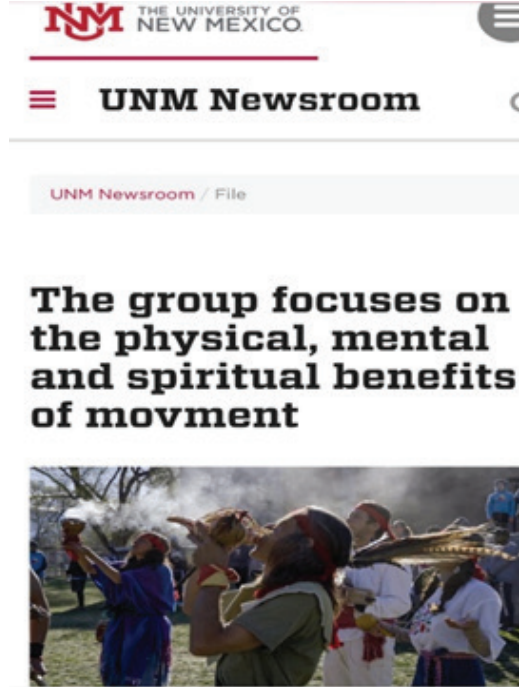 NM THE UNIVERSITY OF
NEW MEXICO.
UNM Newsroom
UNM Newsroom / File
The group focuses on
the physical, mental
and spiritual benefits
of movment